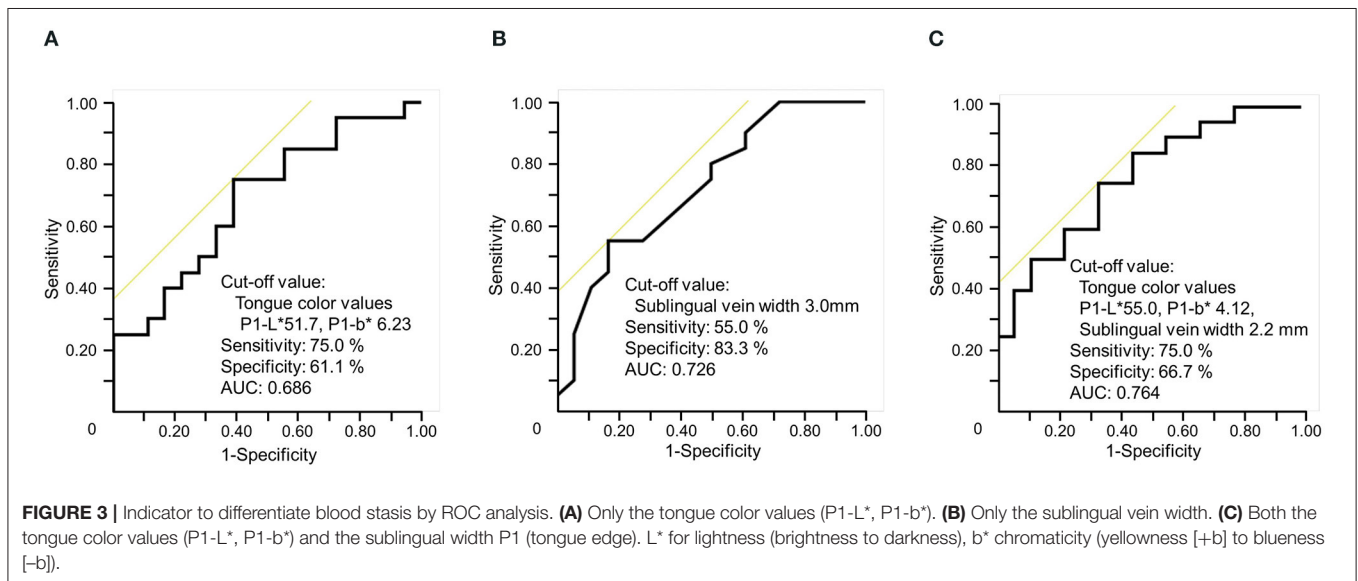 A
1.00
0.80
0.60
0.40
0.20
0
0.20
0.40
0.60
0.80
1.00
Sensitivity
1-Specificity
Cut-off value:
Tongue color values
P1-L*51.7, P1-b* 6.23
Sensitivity: 75.0 %
Specificity: 61.1 %
AUC: 0.686
B
1.00
0.80
0.60
0.40
0.20
0
0.20
0.40
0.60
0.80
1.00
Sensitivity
1-Specificity
Cut-off value:
Sublingual vein width 3.0mm
Sensitivity: 55.0 %
Specificity: 83.3 %
AUC: 0.726
C
1.00
0.80
0.60
0.40
0.20
0
0.20
0.40
0.60
0.80
1.00
Sensitivity
1-Specificity
Cut-off value:
Tongue color values
P1-L*55.0, P1-b* 4.12,
Sublingual vein width 2.2 mm
Sensitivity: 75.0 %
Specificity: 66.7 %
AUC: 0.764
FIGURE 3 | Indicator to differentiate blood stasis by ROC analysis. (A) Only the tongue color values (P1-L*, P1-b*). (B) Only the sublingual vein width. (C) Both the
tongue color values (P1-L*, P1-b*) and the sublingual width P1 (tongue edge). L* for lightness (brightness to darkness), b* chromaticity (yellowness [+b] to blueness
[–b]).